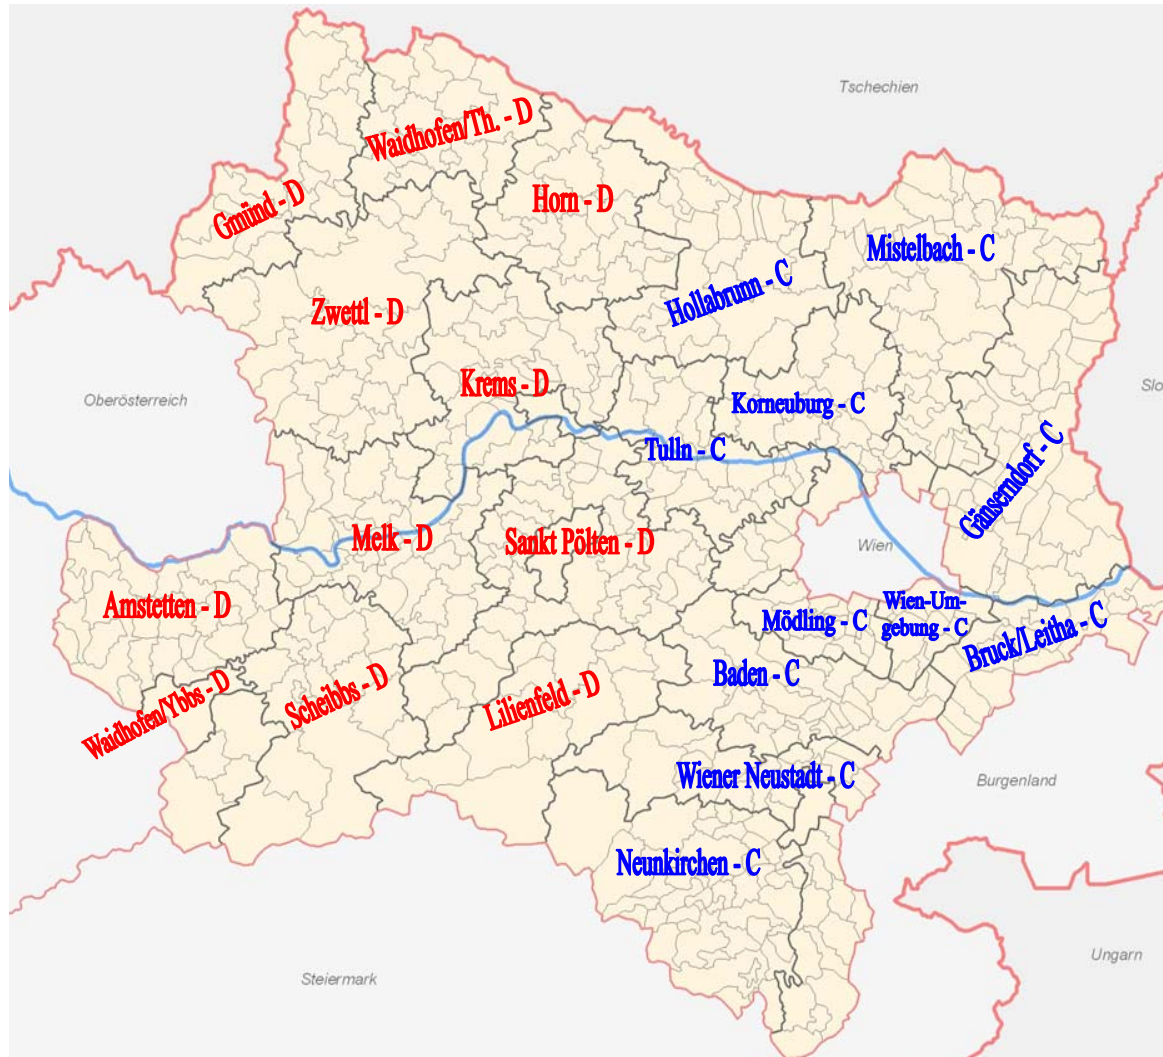 Tschechien
Waidhofen/Th. - D
Gmünd - D
Horn - D
Mistelbach - C
Hollabrunn - C
Zwettl - D
Krems - D
Korneuburg - C
Oberösterreich
Slo
Tulln - C
Gänserndorf - C
Melk - D
Sankt Pölten - D
Wien
Amstetten - D
Mödling - C
Wien-Um-
gebung - C
Bruck/Leitha - C
Waidhofen/Ybbs - D
Scheibbs - D
Lilienfeld - D
Baden - C
Wiener Neustadt - C
Burgenland
Neunkirchen - C
Steiermark
Ungarn